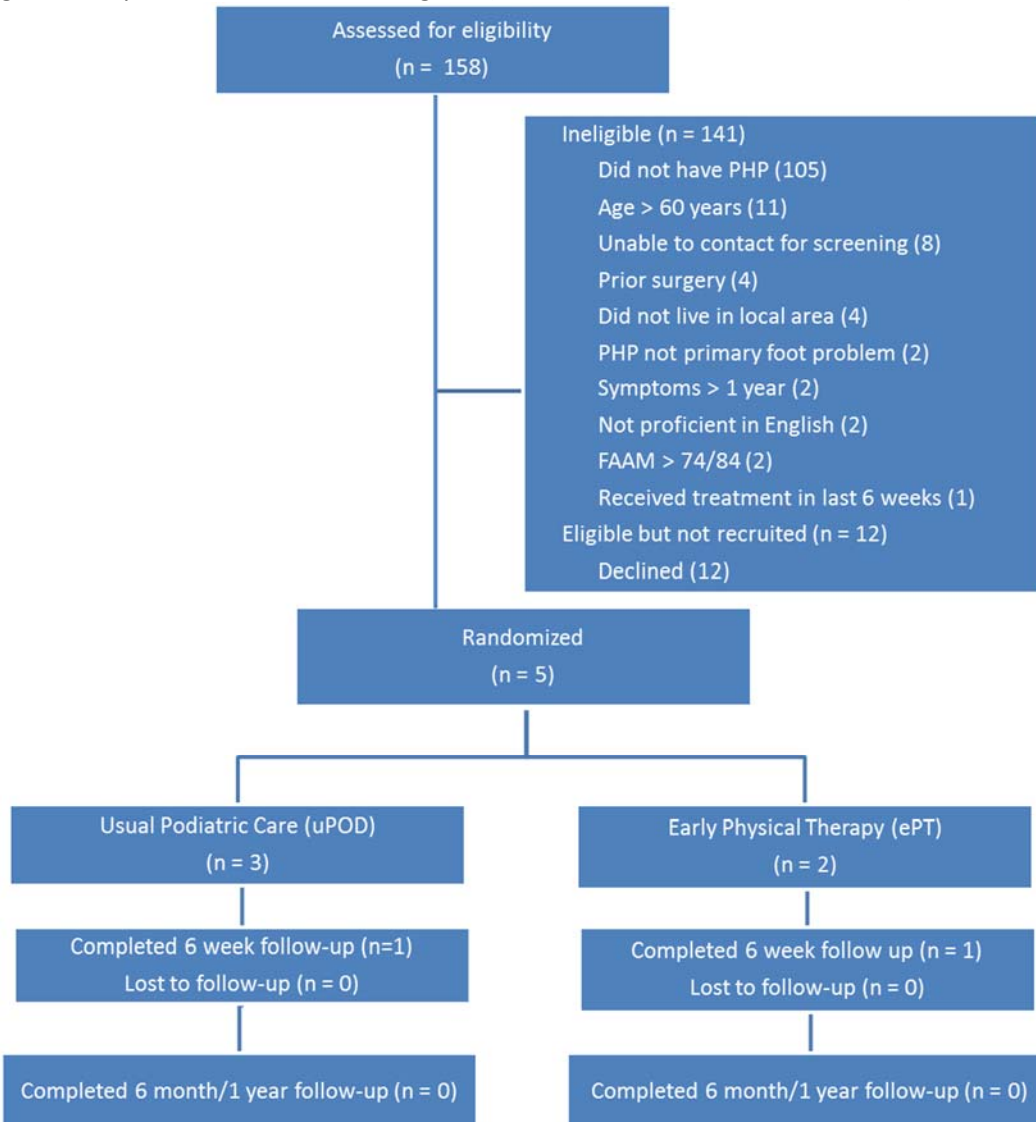 Assessed for eligibility
(n = 158)
Ineligible (n = 141)
Did not have PHP (105)
Age > 60 years (11)
Unable to contact for screening (8)
Prior surgery (4)
Did not live in local area (4)
PHP not primary foot problem (2)
Symptoms > 1 year (2)
Not proficient in English (2)
FAAM > 74/84 (2)
Received treatment in last 6 weeks (1)
Eligible but not recruited (n = 12)
Declined (12)
Randomized
(n = 5)
Usual Podiatric Care (uPOD)
(n = 3)
Early Physical Therapy (ePT)
(n = 2)
Completed 6 week follow-up (n=1)
Lost to follow-up (n = 0)
Completed 6 week follow up (n = 1)
Lost to follow-up (n = 0)
Completed 6 month/1 year follow-up (n = 0)
Completed 6 month/1 year follow-up (n = 0)